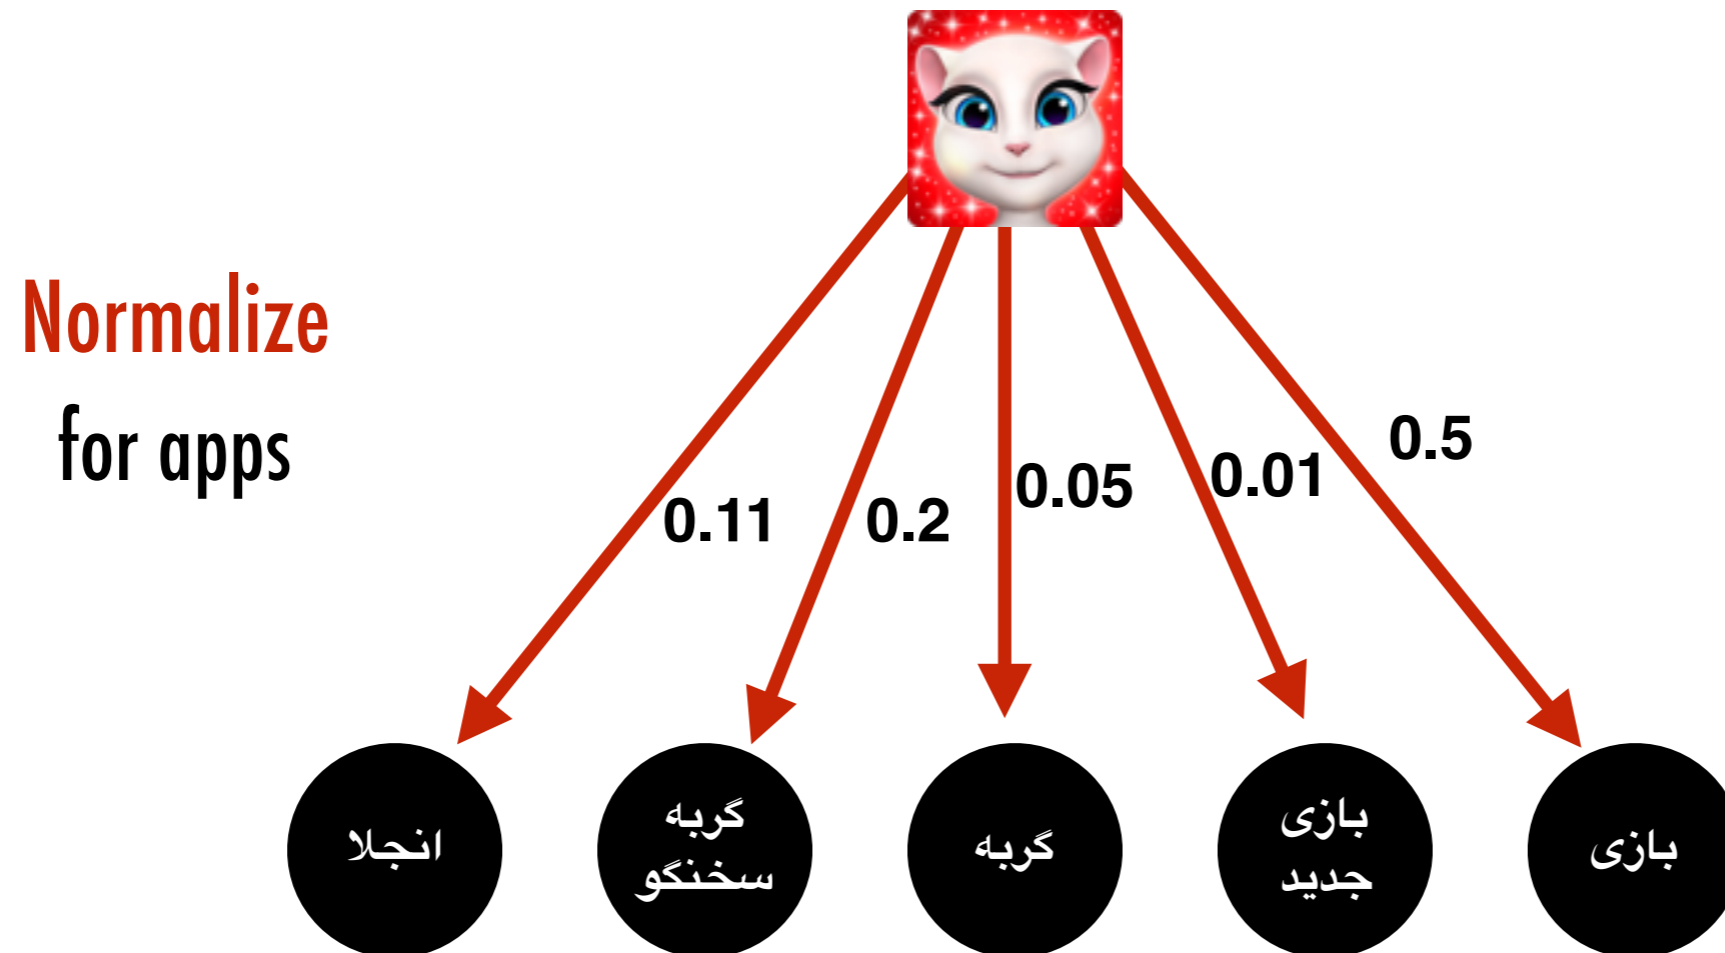 Normalize
for apps
0.11
0.2
0.05
0.01
0.5
انجلا
گربه
سخنگو
گربه
بازی
جدید
بازی